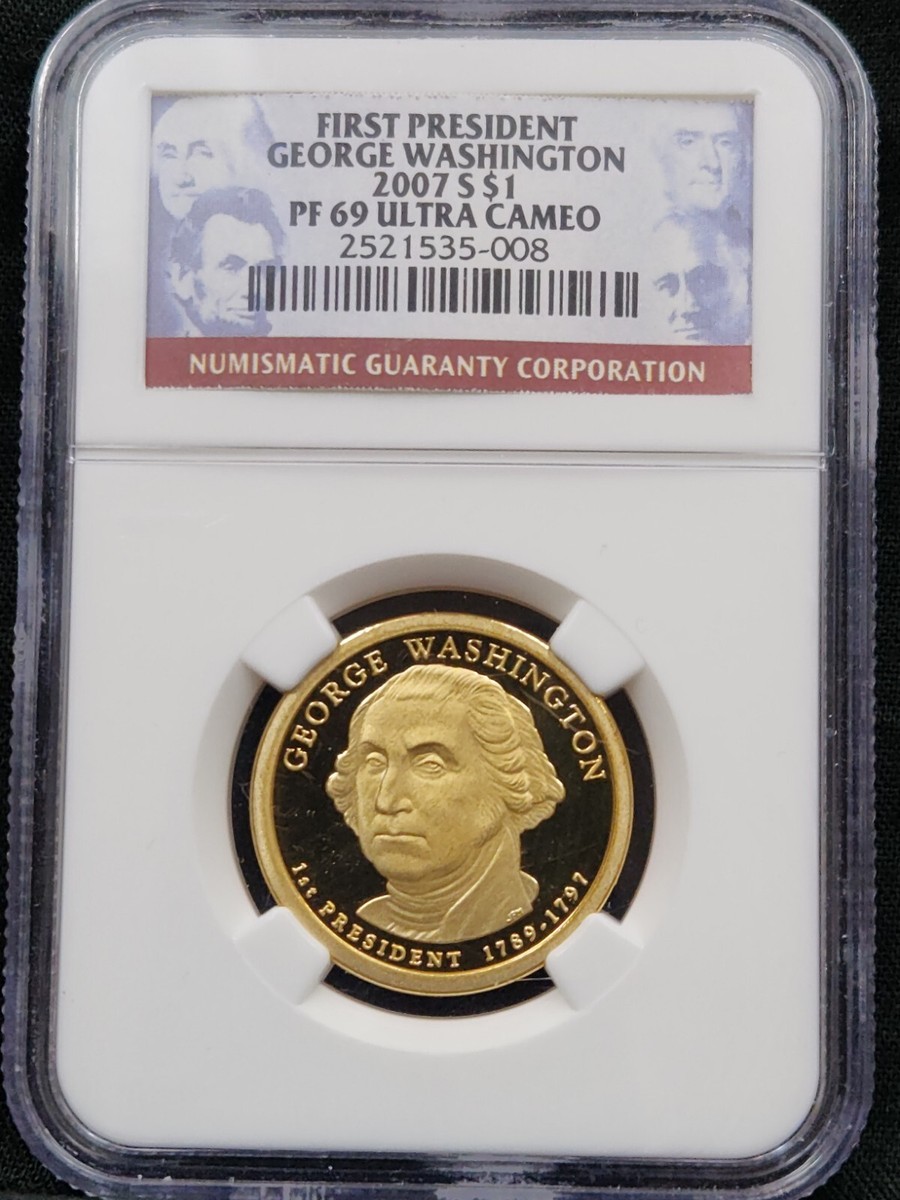 FIRST PRESIDENT
GEORGE WASHINGTON
2007 S $1
PF 69 ULTRA CAMEO
2521535-008
NUMISMATIC GUARANTY CORPORATION
GEORGE WASHINGTON
1st PRESIDENT 1789-1797